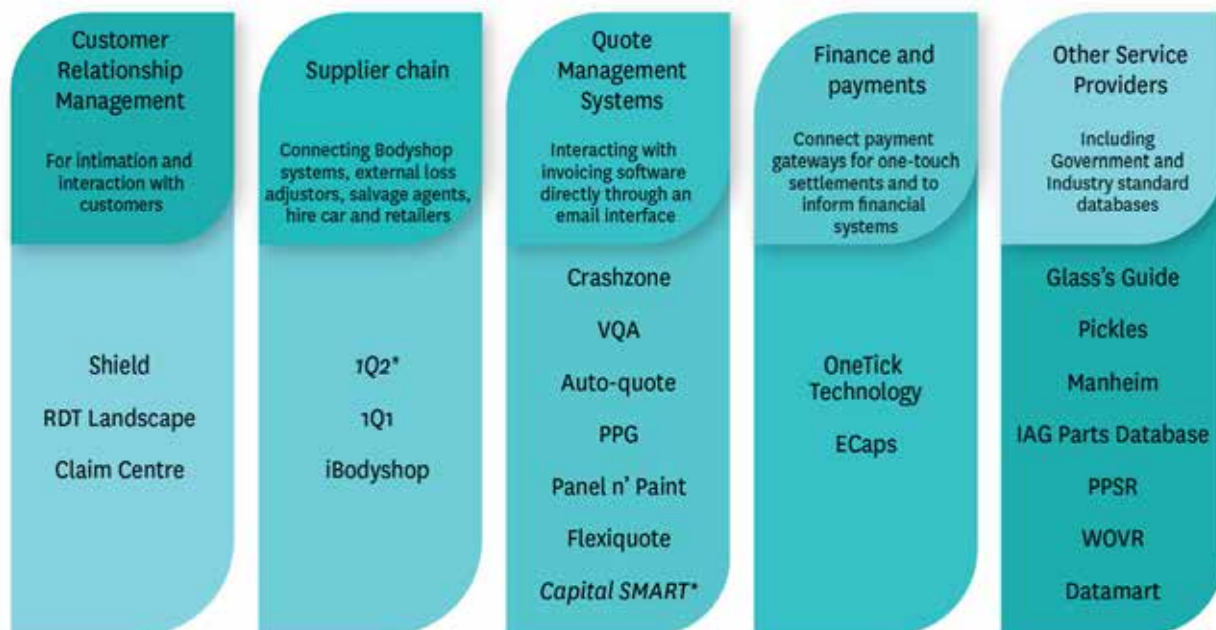 Customer
Relationship
Management
For intimation and
interaction with
customers
Shield
RDT Landscape
Claim Centre
Supplier chain
Connecting Bodyshop
systems, external loss
adjustors, salvage agents,
hire car and retailers
1Q2*
1Q1
iBodyshop
Quote
Management
Systems
Interacting with
invoicing software
directly through an
email interface
Crashzone
VQA
Auto-quote
PPG
Panel n' Paint
Flexiquote
Capital SMART*
Finance and
payments
Connect payment
gateways for one-touch
settlements and to
inform financial
systems
OneTick
Technology
ECaps
Other Service
Providers
Including
Government and
Industry standard
databases
Glass's Guide
Pickles
Manheim
IAG Parts Database
PPSR
WOVR
Datamart